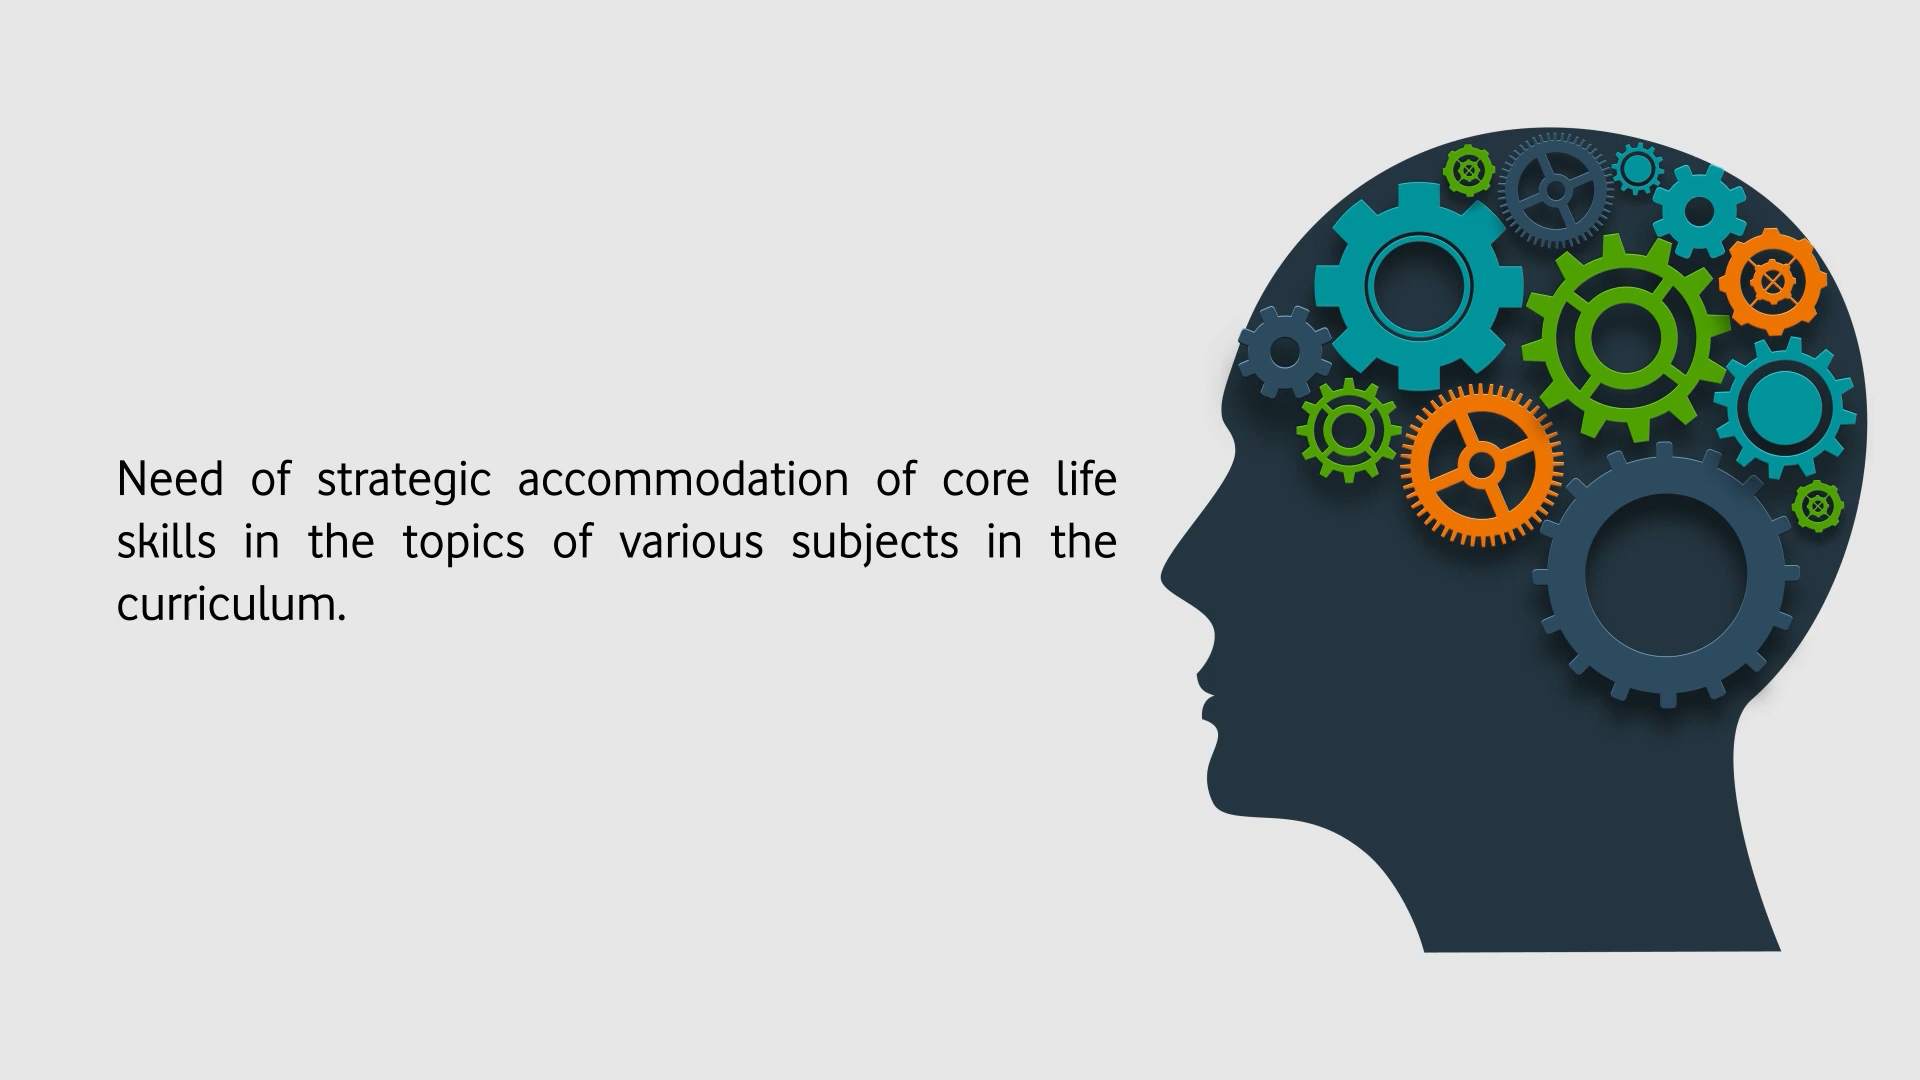 Need of strategic accommodation of core life
skills in the topics of various subjects in the
curriculum.